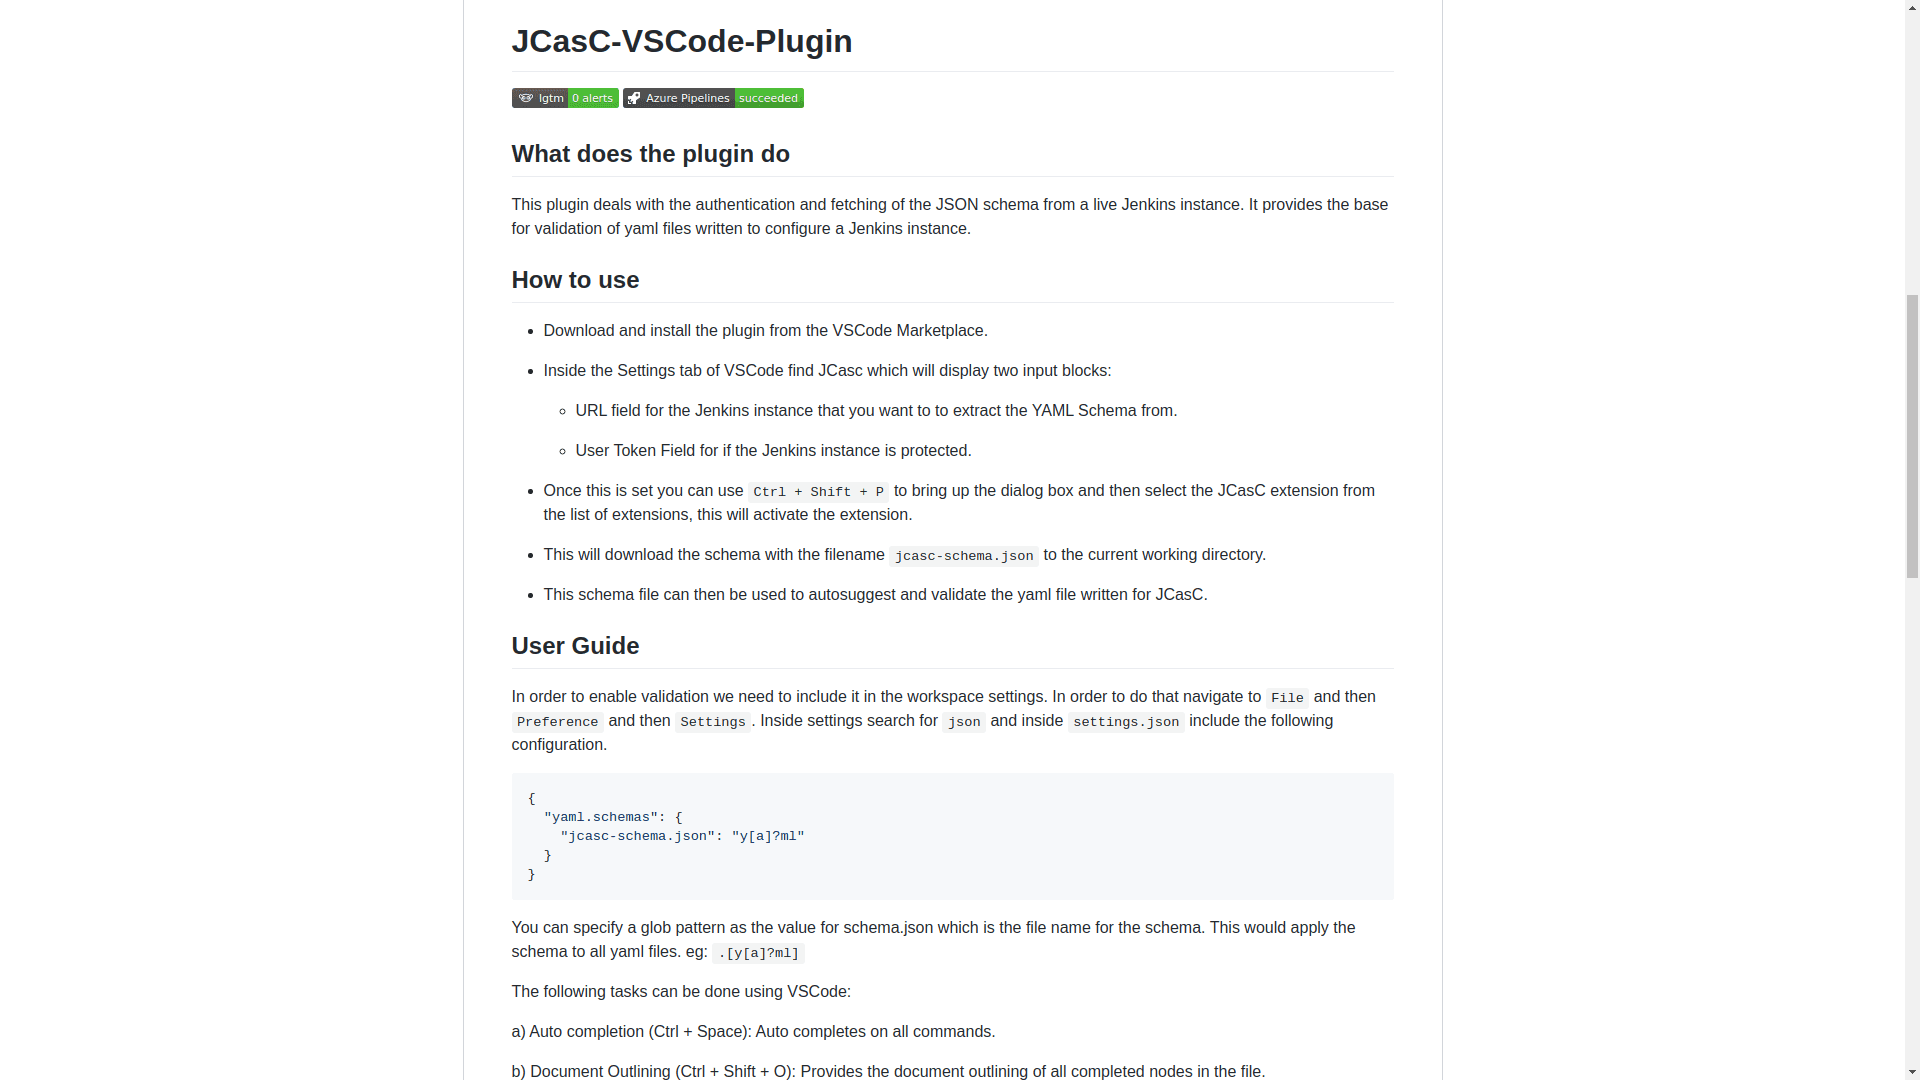 JCasC-VSCode-Plugin
lgtm 0 alerts Azure Pipelines succeeded
What does the plugin do
This plugin deals with the authentication and fetching of the JSON schema from a live Jenkins instance. It provides the base
for validation of yaml files written to configure a Jenkins instance.
How to use
Download and install the plugin from the VSCode Marketplace.
Inside the Settings tab of VSCode find JCasc which will display two input blocks:
URL field for the Jenkins instance that you want to to extract the YAML Schema from.
User Token Field for if the Jenkins instance is protected.
Once this is set you can use Ctrl + Shift + P to bring up the dialog box and then select the JCasC extension from
the list of extensions, this will activate the extension.
This will download the schema with the filename jcasc-schema.json to the current working directory.
This schema file can then be used to autosuggest and validate the yaml file written for JCasC.
User Guide
In order to enable validation we need to include it in the workspace settings. In order to do that navigate to File and then
Preference and then Settings. Inside settings search for json and inside settings.json include the following
configuration.
{
"yaml.schemas": {
"jcasc-schema.json": "y[a]?ml"
}
}
You can specify a glob pattern as the value for schema.json which is the file name for the schema. This would apply the
schema to all yaml files. eg: .[y[a]?ml]
The following tasks can be done using VSCode:
a) Auto completion (Ctrl + Space): Auto completes on all commands.
b) Document Outlining (Ctrl + Shift + O): Provides the document outlining of all completed nodes in the file.